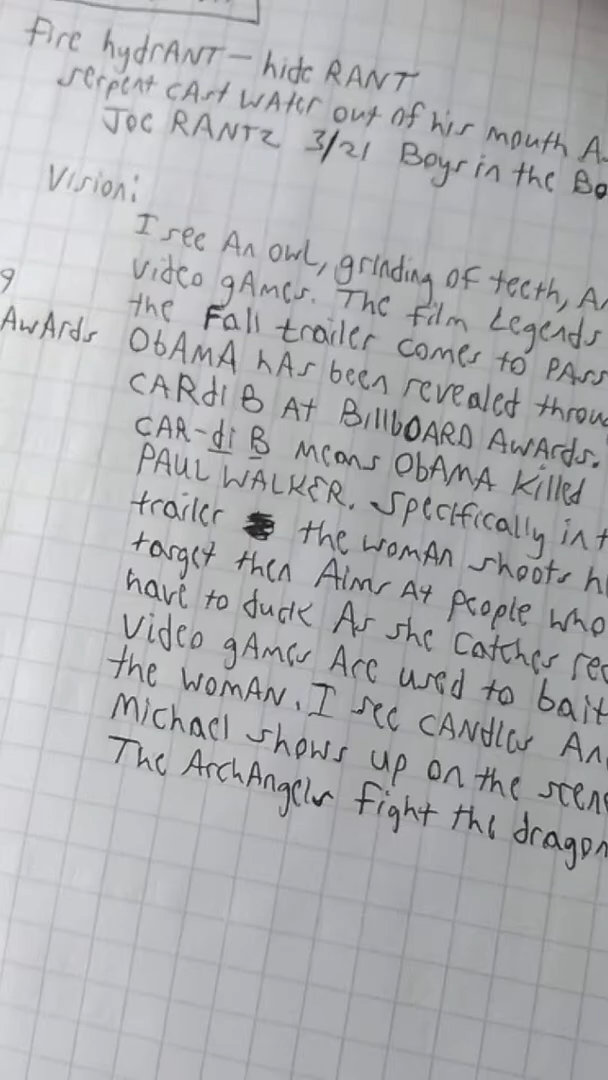 Fire hydrANT - hide RANT
serpent cAst WAter out of his mouth A
JOE RANTZ 3/21 Boys in the Bo
Vision:
I see An owl, grinding of teeth, A
video gAmes. The film Legends
9
the Fall trailer comes to pAss
AwArds ObAMA hAs been revealed throu
CARdi B At BillbOARD AwArds.
CAR-di B Means ObAMA killed
PAUL WALKER. Specifically in t
trailer the womAn shoots h
target then Aims At people who
have to duck As she catches re
video gAmes Are used to bait
the womAn. I see cANdles An
Michael shows up on the scen
The ArchAngels fight the dragon